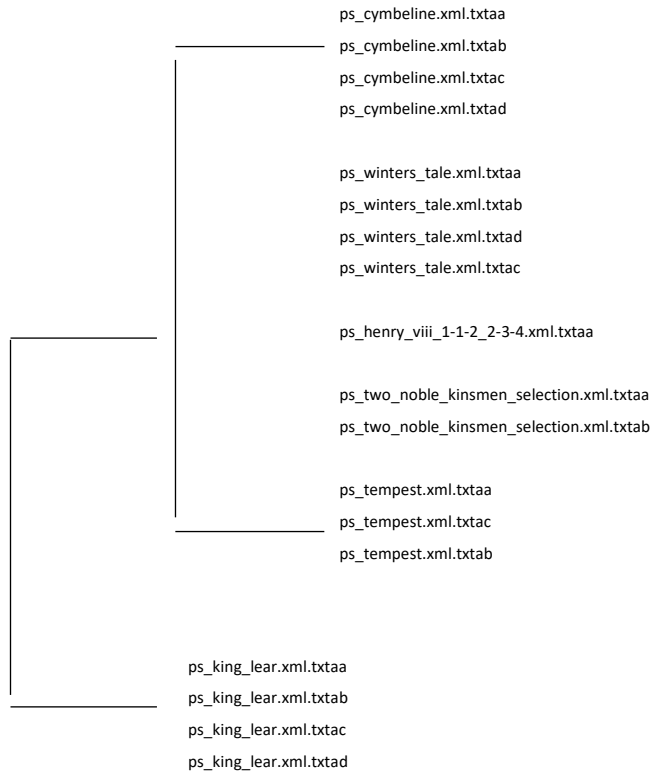 ps_cymbeline.xml.txtaa
ps_cymbeline.xml.txtab
ps_cymbeline.xml.txtac
ps_cymbeline.xml.txtad
ps_winters_tale.xml.txtaa
ps_winters_tale.xml.txtab
ps_winters_tale.xml.txtad
ps_winters_tale.xml.txtac
ps_henry_viii_1-1-2_2-3-4.xml.txtaa
ps_two_noble_kinsmen_selection.xml.txtaa
ps_two_noble_kinsmen_selection.xml.txtab
ps_tempest.xml.txtaa
ps_tempest.xml.txtac
ps_tempest.xml.txtab
ps_king_lear.xml.txtaa
ps_king_lear.xml.txtab
ps_king_lear.xml.txtac
ps_king_lear.xml.txtad